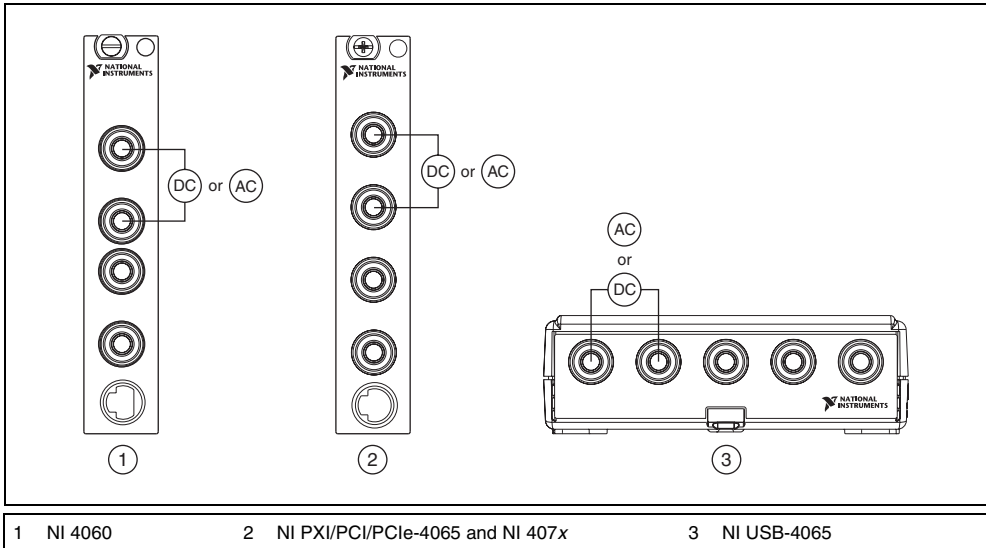 NATIONAL
INSTRUMENTS
DC or AC
1
NATIONAL
INSTRUMENTS
DC or AC
2
AC
or
DC
NATIONAL
INSTRUMENTS
3
1 NI 4060 2 NI PXI/PCI/PCIe-4065 and NI 407x 3 NI USB-4065